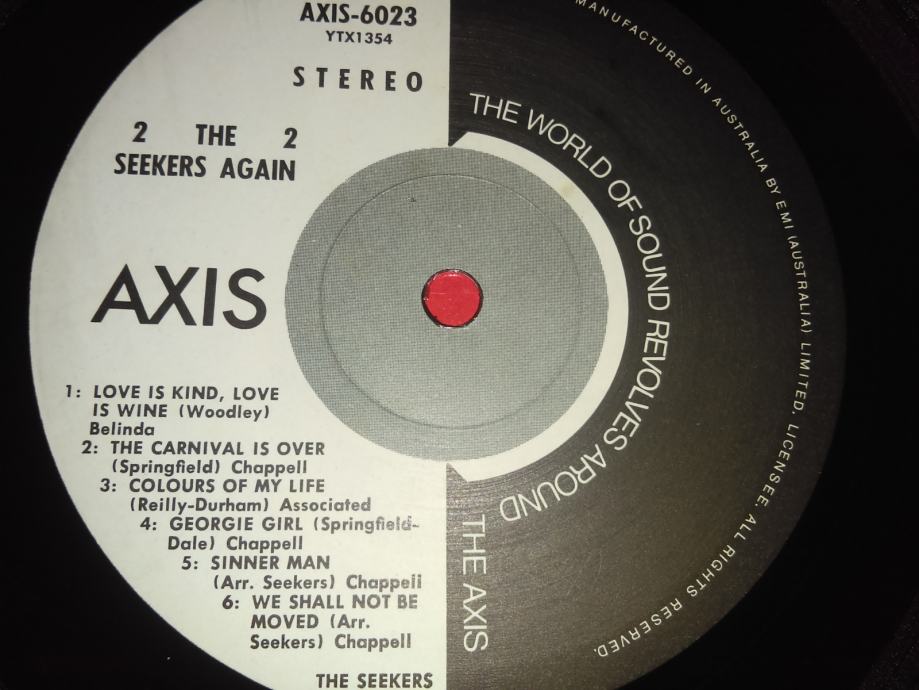 AXIS-6023
YTX1354
STEREO
2 THE 2
SEEKERS AGAIN
AXIS
1: LOVE IS KIND, LOVE
IS WINE (Woodley)
Belinda
2: THE CARNIVAL IS OVER
(Springfield) Chappell
3: COLOURS OF MY LIFE
(Reilly-Durham) Associated
4: GEORGIE GIRL (Springfield-
Dale) Chappell
5: SINNER MAN
(Arr. Seekers) Chappell
6: WE SHALL NOT BE
MOVED (Arr.
Seekers) Chappell
THE SEEKERS
THE WORLD OF SOUND REVOLVES AROUND
THE AXIS
MANUFACTURED IN AUSTRALIA BY EMI (AUSTRALIA) LIMITED. LICENSEE. ALL RIGHTS RESERVED.